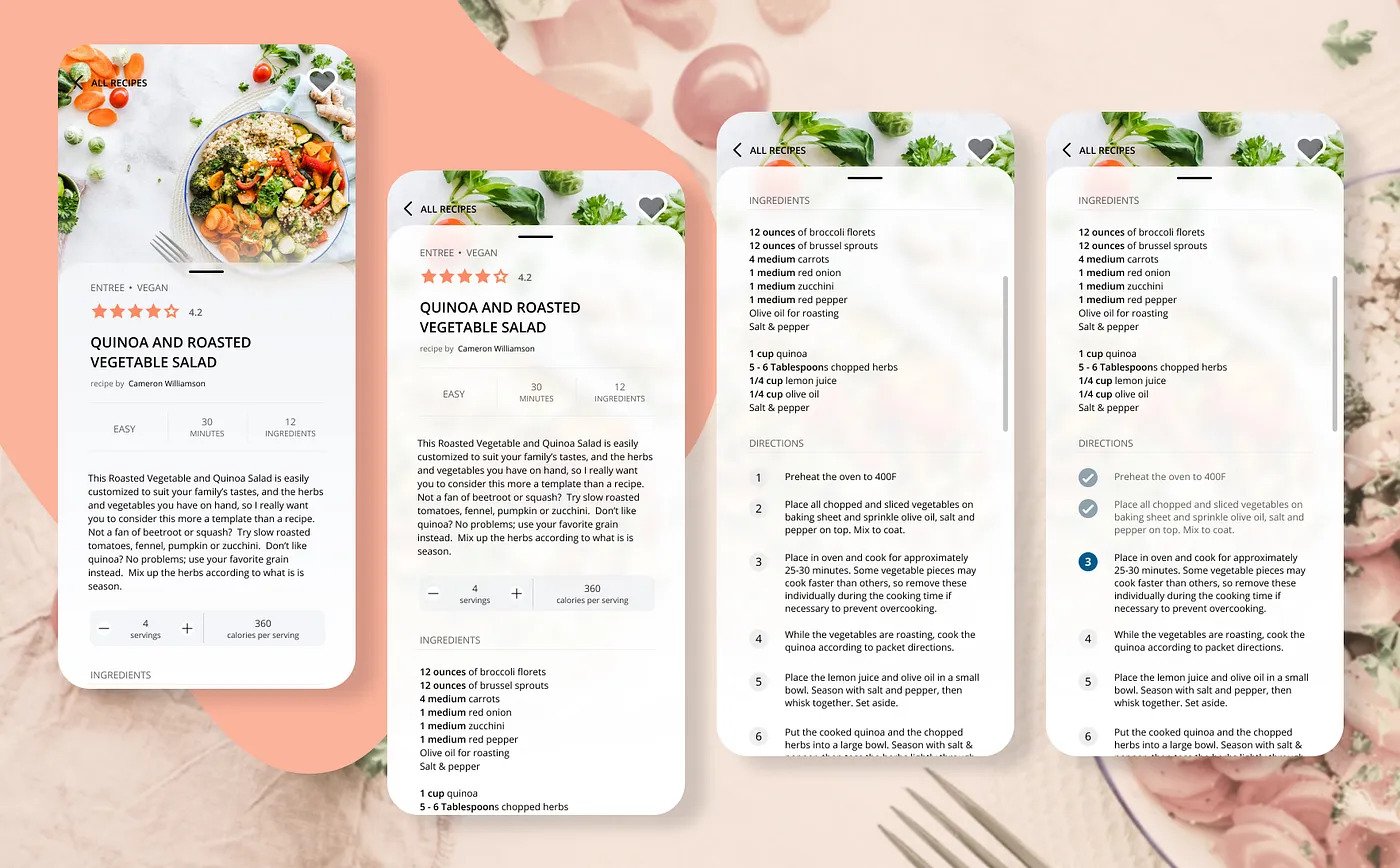 ALL RECIPES
ENTREE • VEGAN
4.2
QUINOA AND ROASTED
VEGETABLE SALAD
recipe by Cameron Williamson
EASY
30
MINUTES
12
INGREDIENTS
This Roasted Vegetable and Quinoa Salad is easily
customized to suit your family's tastes, and the herbs
and vegetables you have on hand, so I really want
you to consider this more a template than a recipe.
Not a fan of beetroot or squash? Try slow roasted
tomatoes, fennel, pumpkin or zucchini. Don't like
quinoa? No problems; use your favorite grain
instead. Mix up the herbs according to what is is
season.
4
servings
360
calories per serving
INGREDIENTS
ALL RECIPES
ENTREE • VEGAN
4.2
QUINOA AND ROASTED
VEGETABLE SALAD
recipe by Cameron Williamson
EASY
30
MINUTES
12
INGREDIENTS
This Roasted Vegetable and Quinoa Salad is easily
customized to suit your family's tastes, and the herbs
and vegetables you have on hand, so I really want
you to consider this more a template than a recipe.
Not a fan of beetroot or squash? Try slow roasted
tomatoes, fennel, pumpkin or zucchini. Don't like
quinoa? No problems; use your favorite grain
instead. Mix up the herbs according to what is is
season.
4
servings
360
calories per serving
INGREDIENTS
12 ounces of broccoli florets
12 ounces of brussel sprouts
4 medium carrots
1 medium red onion
1 medium zucchini
1 medium red pepper
Olive oil for roasting
Salt & pepper
1 cup quinoa
5 - 6 Tablespoons chopped herbs
ALL RECIPES
INGREDIENTS
12 ounces of broccoli florets
12 ounces of brussel sprouts
4 medium carrots
1 medium red onion
1 medium zucchini
1 medium red pepper
Olive oil for roasting
Salt & pepper
1 cup quinoa
5 - 6 Tablespoons chopped herbs
1/4 cup lemon juice
1/4 cup olive oil
Salt & pepper
DIRECTIONS
1 Preheat the oven to 400F
2 Place all chopped and sliced vegetables on
baking sheet and sprinkle olive oil, salt and
pepper on top. Mix to coat.
3 Place in oven and cook for approximately
25-30 minutes. Some vegetable pieces may
cook faster than others, so remove these
individually during the cooking time if
necessary to prevent overcooking.
4 While the vegetables are roasting, cook the
quinoa according to packet directions.
5 Place the lemon juice and olive oil in a small
bowl. Season with salt and pepper, then
whisk together. Set aside.
6 Put the cooked quinoa and the chopped
herbs into a large bowl. Season with salt &
ALL RECIPES
INGREDIENTS
12 ounces of broccoli florets
12 ounces of brussel sprouts
4 medium carrots
1 medium red onion
1 medium zucchini
1 medium red pepper
Olive oil for roasting
Salt & pepper
1 cup quinoa
5 - 6 Tablespoons chopped herbs
1/4 cup lemon juice
1/4 cup olive oil
Salt & pepper
DIRECTIONS
Preheat the oven to 400F
Place all chopped and sliced vegetables on
baking sheet and sprinkle olive oil, salt and
pepper on top. Mix to coat.
3 Place in oven and cook for approximately
25-30 minutes. Some vegetable pieces may
cook faster than others, so remove these
individually during the cooking time if
necessary to prevent overcooking.
4 While the vegetables are roasting, cook the
quinoa according to packet directions.
5 Place the lemon juice and olive oil in a small
bowl. Season with salt and pepper, then
whisk together. Set aside.
6 Put the cooked quinoa and the chopped
herbs into a large bowl. Season with salt &